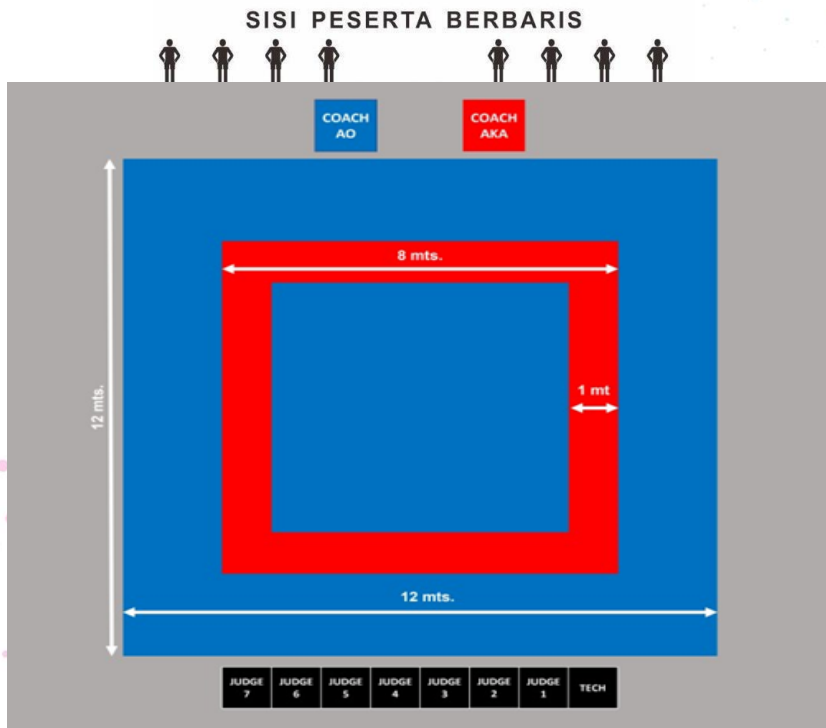 SISI PESERTA BERBARIS
COACH
AO
COACH
AKA
8 mts.
1 mt
12 mts.
12 mts.
JUDGE
7
JUDGE
6
JUDGE
5
JUDGE
4
JUDGE
3
JUDGE
2
JUDGE
1
TECH